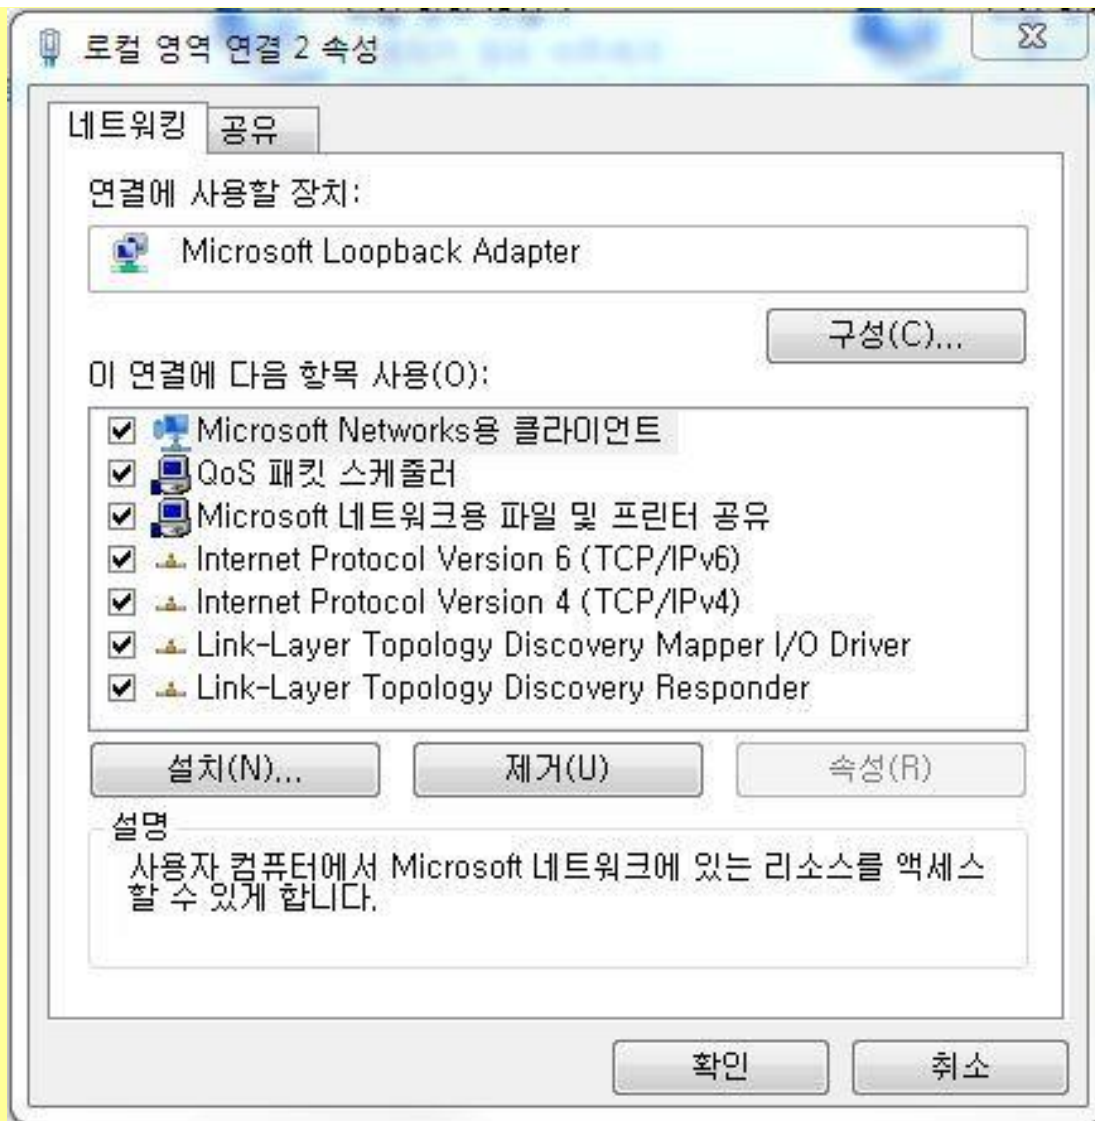 로컬 영역 연결 2 속성
네트워킹
공유
연결에 사용할 장치:
Microsoft Loopback Adapter
구성(C)...
이 연결에 다음 항목 사용(O):
Microsoft Networks용 클라이언트
QoS 패킷 스케줄러
Microsoft 네트워크용 파일 및 프린터 공유
Internet Protocol Version 6 (TCP/IPv6)
Internet Protocol Version 4 (TCP/IPv4)
Link-Layer Topology Discovery Mapper I/O Driver
Link-Layer Topology Discovery Responder
설치(N)...
제거(U)
속성(R)
설명
사용자 컴퓨터에서 Microsoft 네트워크에 있는 리소스를 액세스
할 수 있게 합니다.
확인
취소